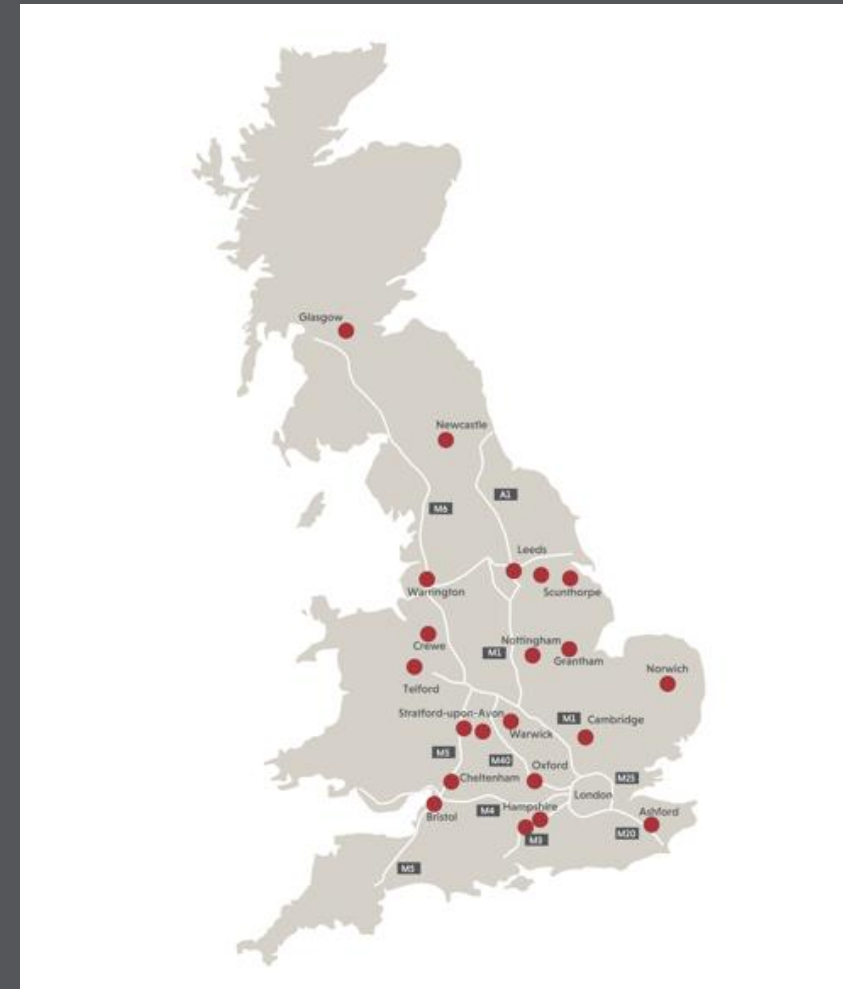 Glasgow
Newcastle
A1
M6
Leeds
Warrington
Scunthorpe
Crewe
Nottingham
M1
Grantham
Norwich
Telford
Stratford-upon-Avon
M1
Cambridge
Warwick
M5
M40
Oxford
Cheltenham
M25
London
M4
Hampshire
Bristol
Ashford
M20
M3
M5